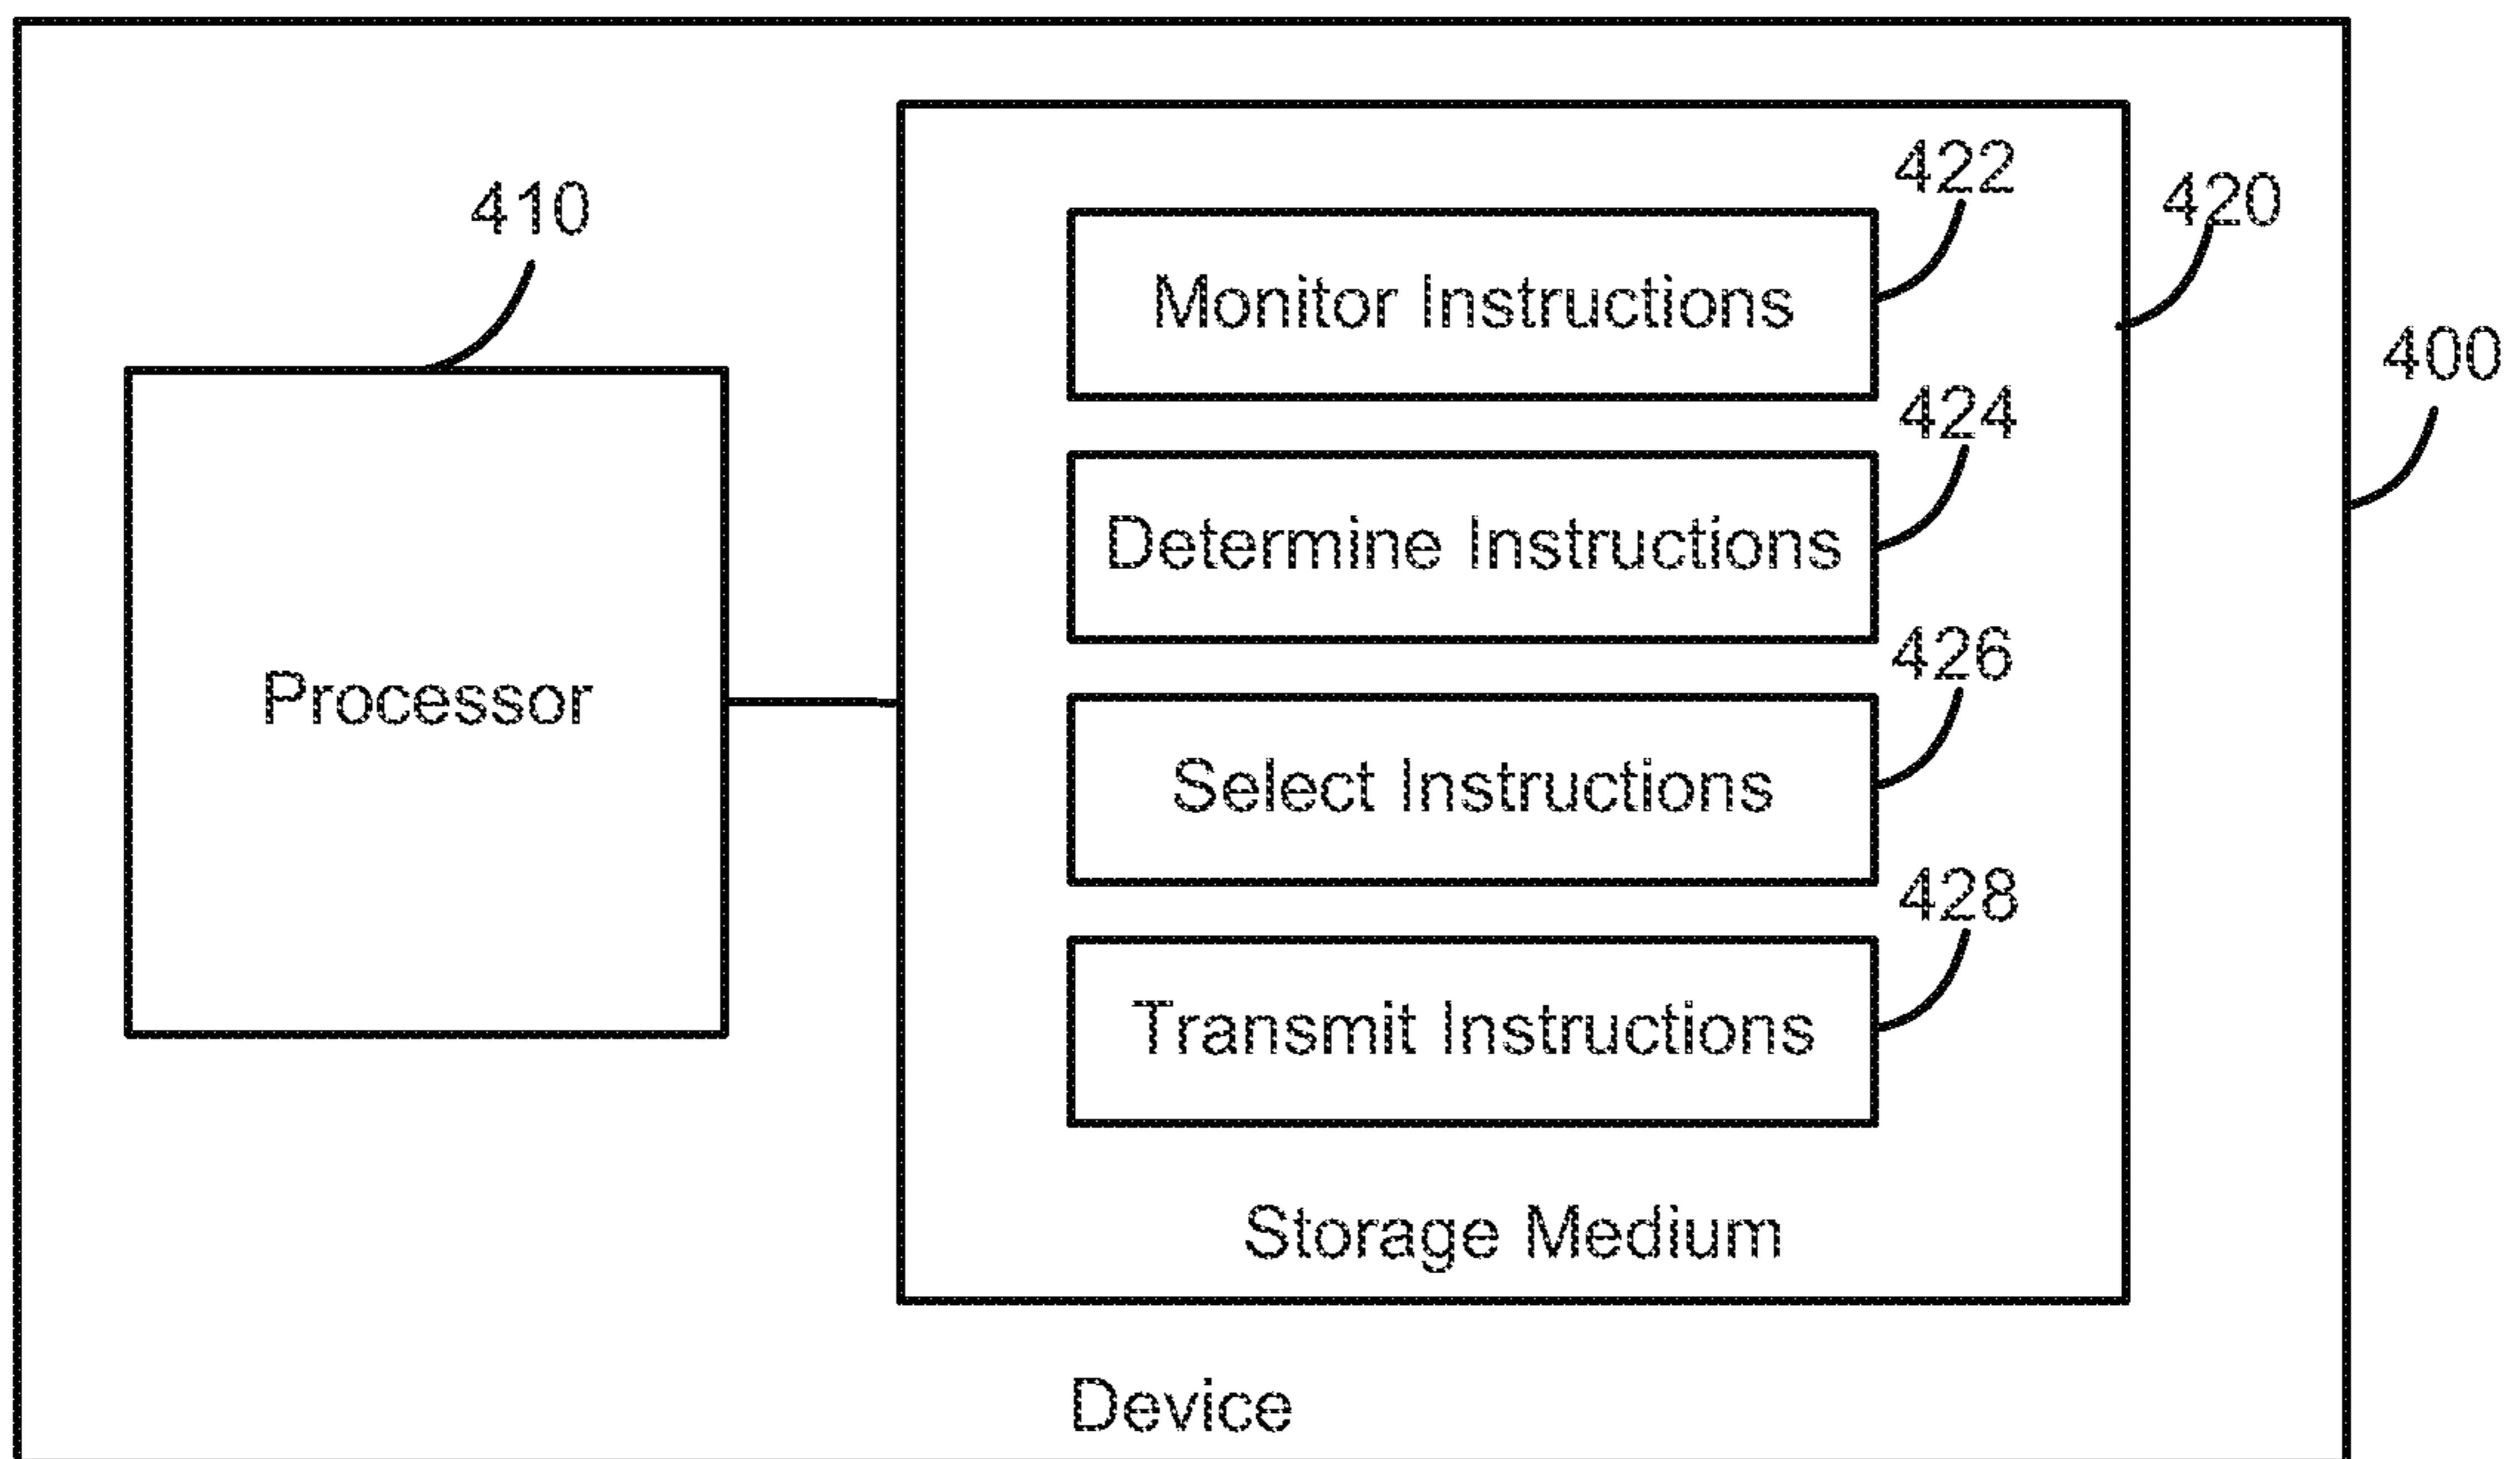 422
420
410
Monitor Instructions
400
424
Determine Instructions
426
Processor
Select Instructions
428
Transmit Instructions
Storage Medium
Device